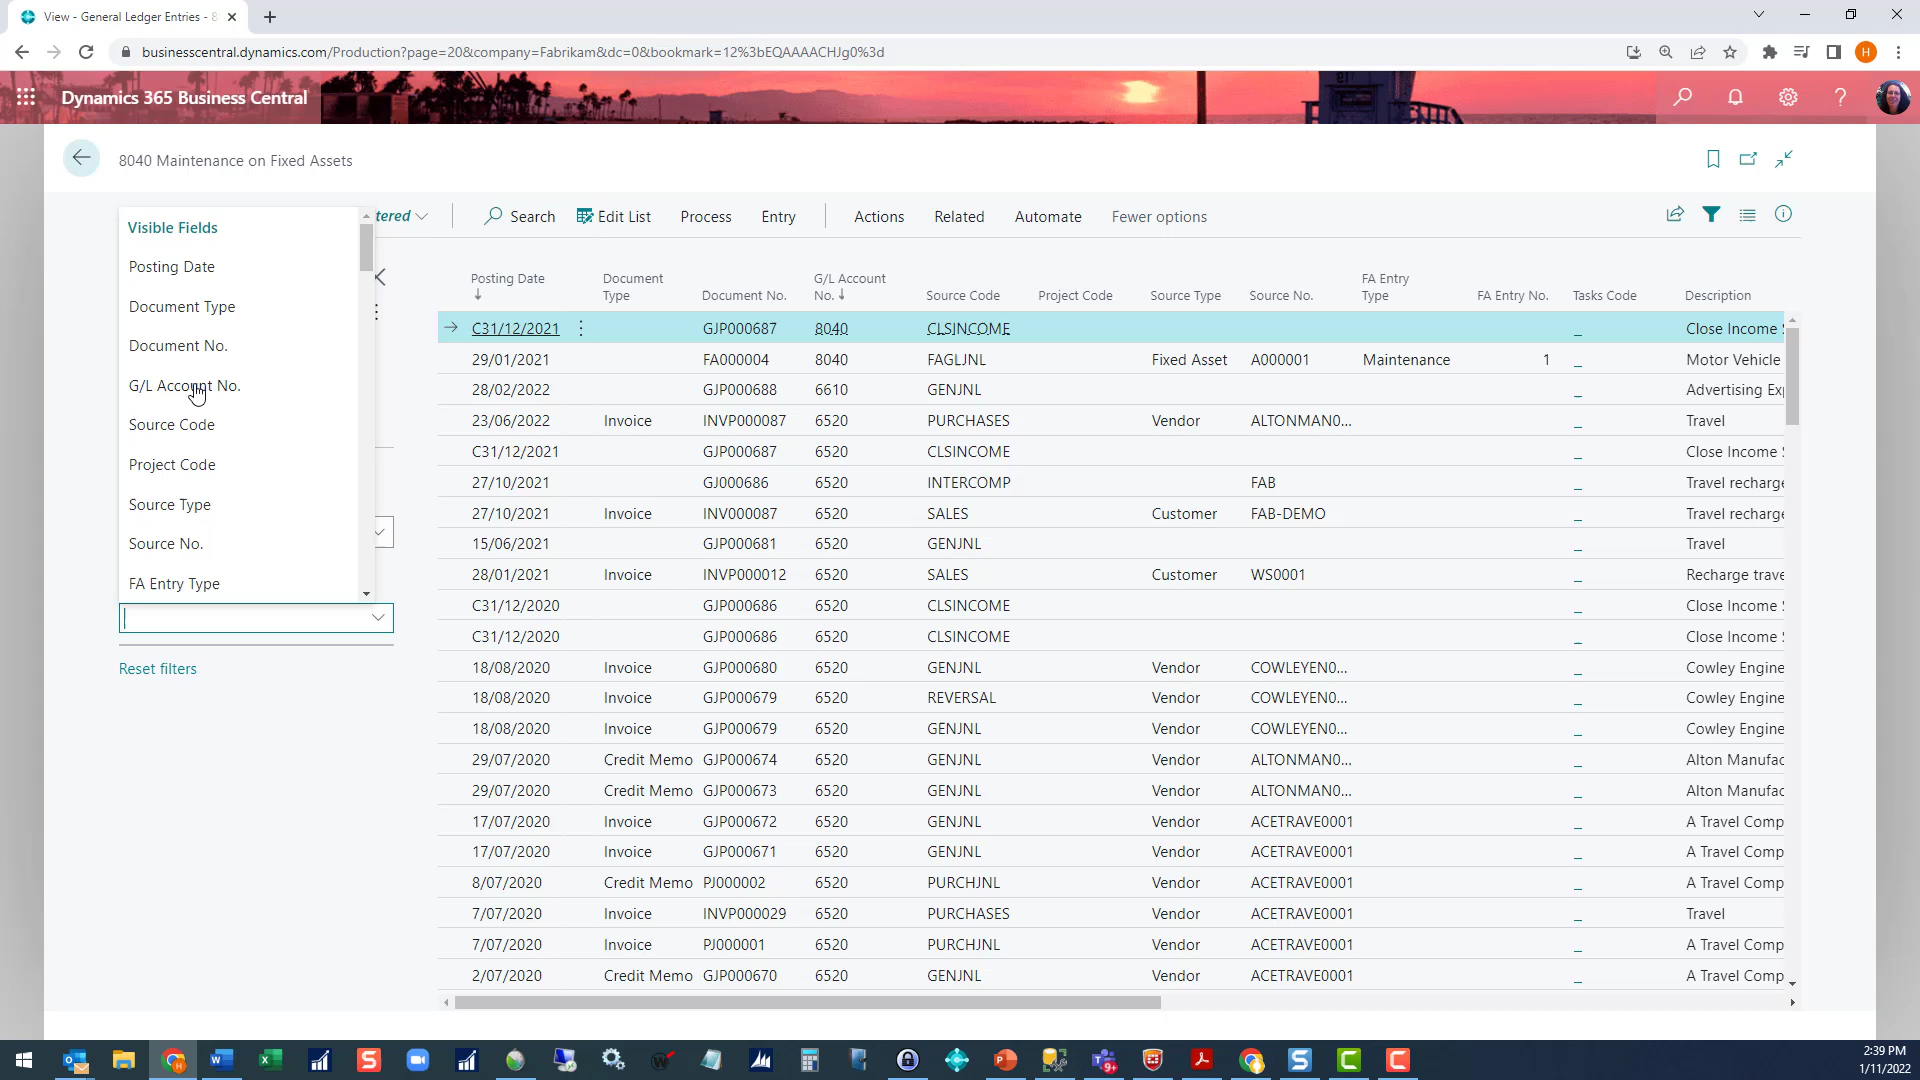 View - General Ledger Entries - 8
businesscentral.dynamics.com/Production?page=20&company=Fabrikam&dc=0&bookmark=12%3bEQAAAACHJg0%3d
H
Dynamics 365 Business Central
8040 Maintenance on Fixed Assets
tered
Search
Edit List
Process
Entry
Actions
Related
Automate
Fewer options
Visible Fields
Posting Date
Document Type
Document No.
G/L Account No.
Source Code
Project Code
Source Type
Source No.
FA Entry Type
Reset filters
Posting Date ↓ Document Type Document No. G/L Account No. ↓ Source Code Project Code Source Type Source No. FA Entry Type FA Entry No. Tasks Code Description
C31/12/2021 GJP000687 8040 CLSINCOME _ Close Income S
29/01/2021 FA000004 8040 FAGLJNL Fixed Asset A000001 Maintenance 1 _ Motor Vehicle
28/02/2022 GJP000688 6610 GENJNL _ Advertising Exp
23/06/2022 Invoice INVP000087 6520 PURCHASES Vendor ALTONMAN0... _ Travel
C31/12/2021 GJP000687 6520 CLSINCOME _ Close Income S
27/10/2021 GJ000686 6520 INTERCOMP FAB _ Travel recharge
27/10/2021 Invoice INV000087 6520 SALES Customer FAB-DEMO _ Travel recharge
15/06/2021 GJP000681 6520 GENJNL _ Travel
28/01/2021 Invoice INVP000012 6520 SALES Customer WS0001 _ Recharge trave
C31/12/2020 GJP000686 6520 CLSINCOME _ Close Income S
C31/12/2020 GJP000686 6520 CLSINCOME _ Close Income S
18/08/2020 Invoice GJP000680 6520 GENJNL Vendor COWLEYEN0... _ Cowley Engine
18/08/2020 Invoice GJP000679 6520 REVERSAL Vendor COWLEYEN0... _ Cowley Engine
18/08/2020 Invoice GJP000679 6520 GENJNL Vendor COWLEYEN0... _ Cowley Engine
29/07/2020 Credit Memo GJP000674 6520 GENJNL Vendor ALTONMAN0... _ Alton Manufac
29/07/2020 Credit Memo GJP000673 6520 GENJNL Vendor ALTONMAN0... _ Alton Manufac
17/07/2020 Invoice GJP000672 6520 GENJNL Vendor ACETRAVE0001 _ A Travel Comp
17/07/2020 Invoice GJP000671 6520 GENJNL Vendor ACETRAVE0001 _ A Travel Comp
8/07/2020 Credit Memo PJ000002 6520 PURCHJNL Vendor ACETRAVE0001 _ A Travel Comp
7/07/2020 Invoice INVP000029 6520 PURCHASES Vendor ACETRAVE0001 _ Travel
7/07/2020 Invoice PJ000001 6520 PURCHJNL Vendor ACETRAVE0001 _ A Travel Comp
2/07/2020 Credit Memo GJP000670 6520 GENJNL Vendor ACETRAVE0001 _ A Travel Comp
2:39 PM
1/11/2022